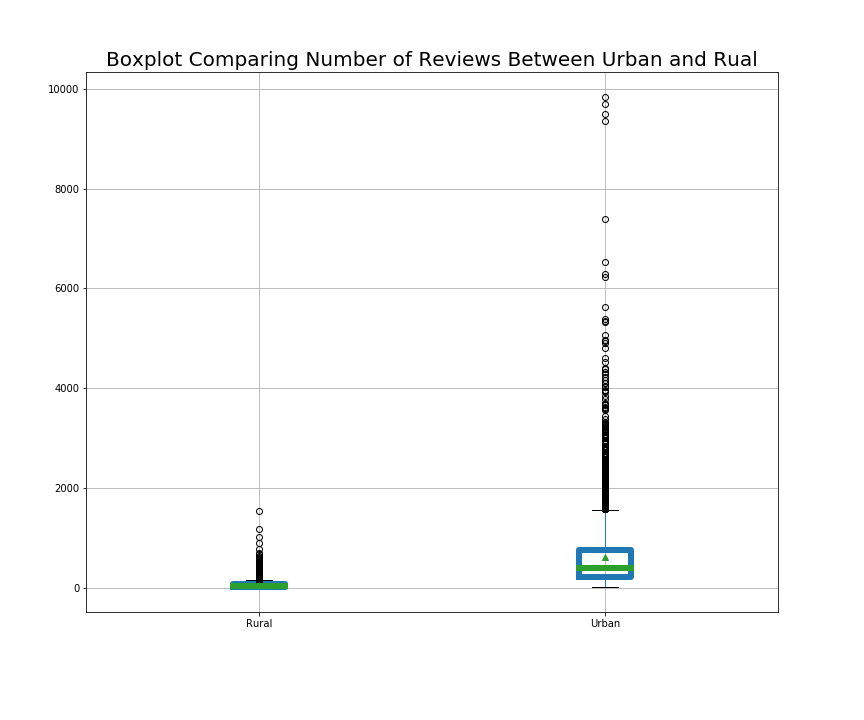 Boxplot Comparing Number of Reviews Between Urban and Rual
10000
8000
6000
4000
2000
0
Rural
Urban